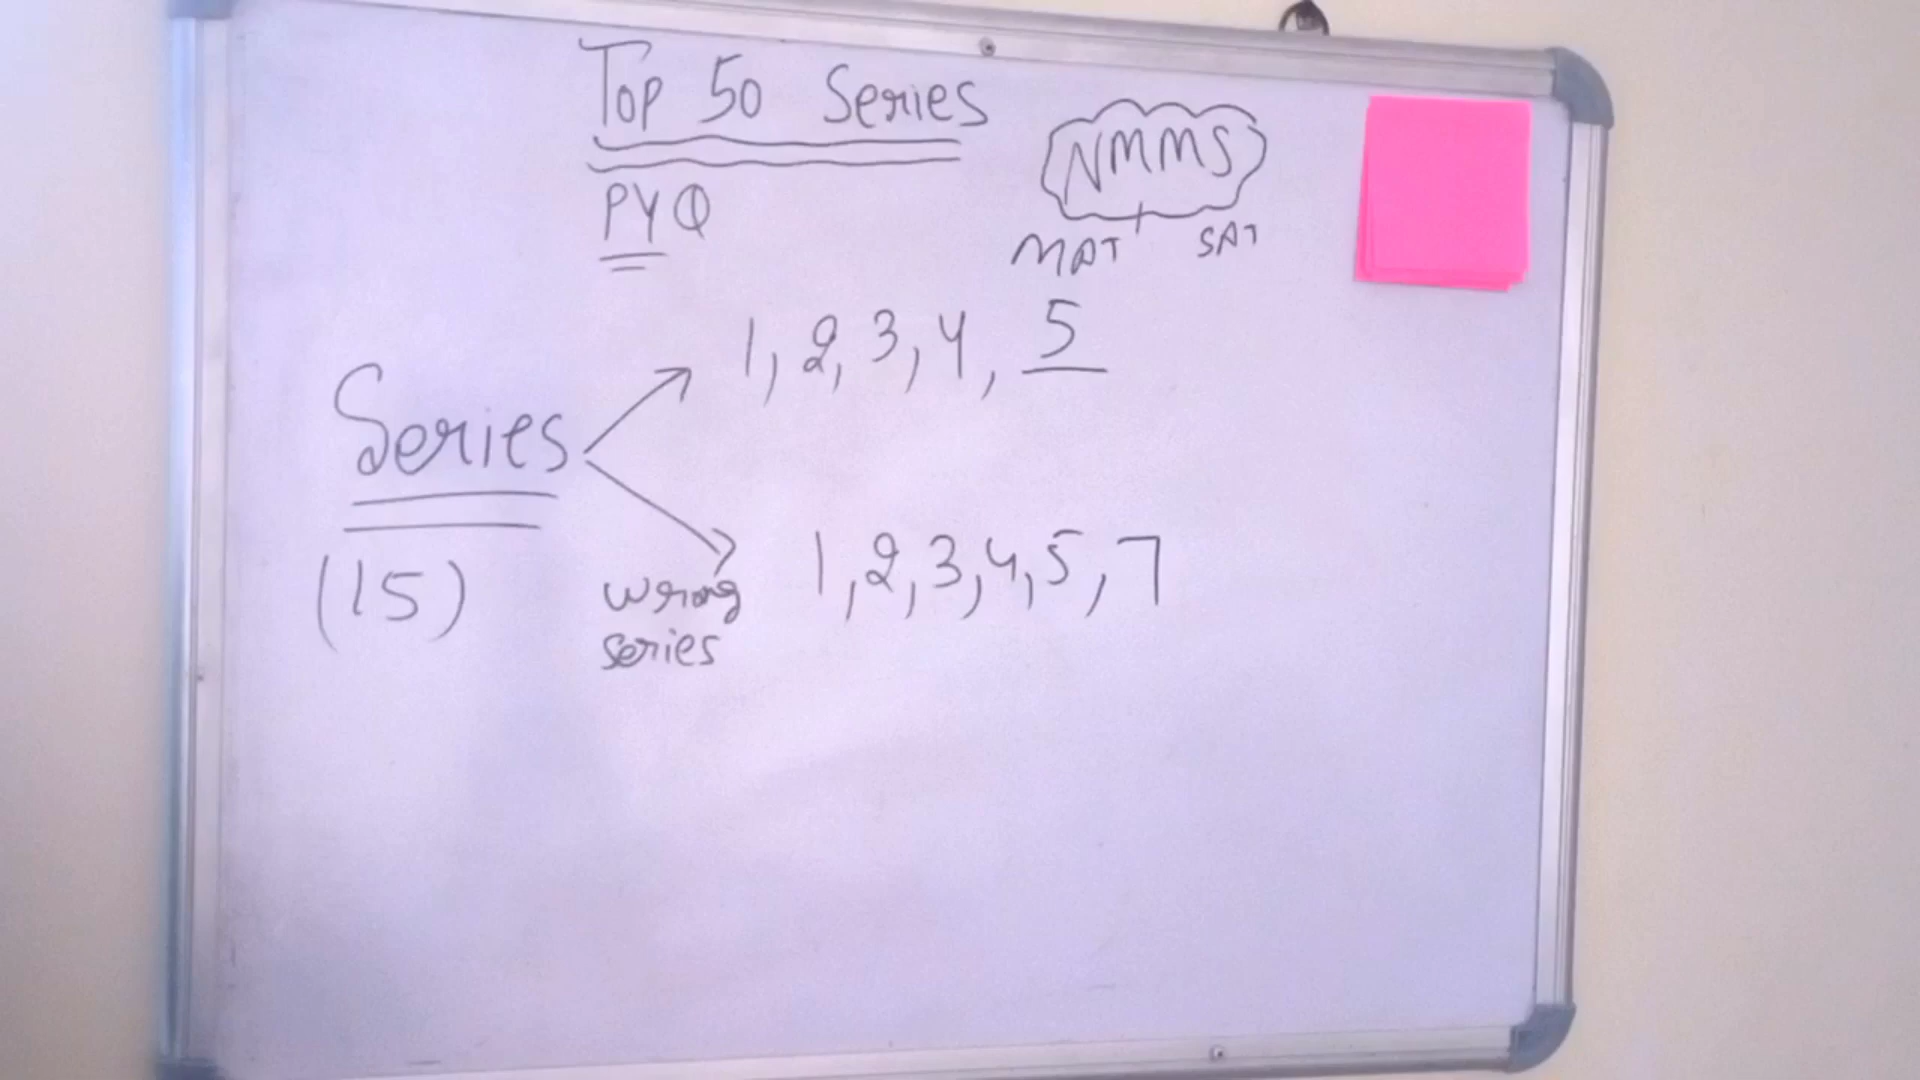 Top 50 Series
NMMS
PYQ
MAT SAT
1, 2, 3, 4, 5
Series
(15)
wrong
series
1, 2, 3, 4, 5, 7